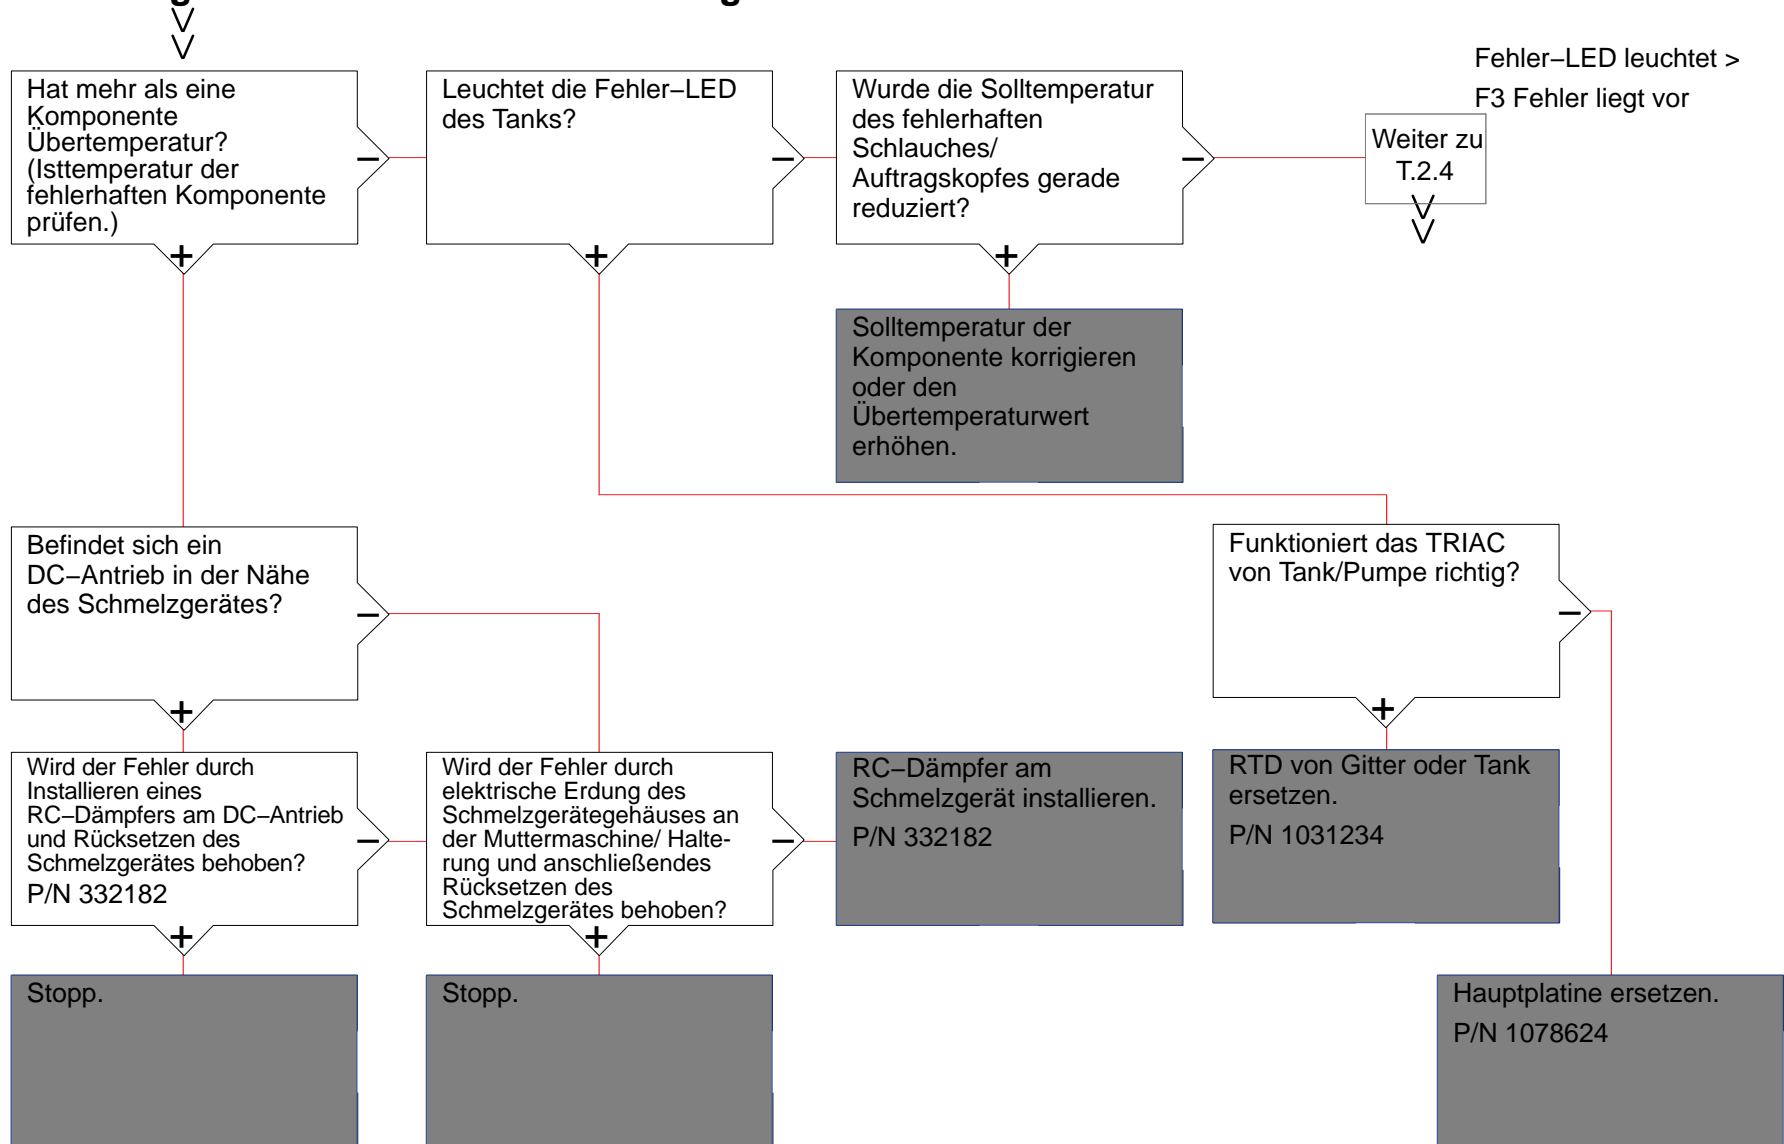 Fehler–LED leuchtet >
F3 Fehler liegt vor
Hat mehr als eine
Komponente
Übertemperatur?
(Isttemperatur der
fehlerhaften Komponente
prüfen.)
–
+
Leuchtet die Fehler–LED
des Tanks?
–
+
Wurde die Solltemperatur
des fehlerhaften
Schlauches/
Auftragskopfes gerade
reduziert?
–
+
Weiter zu
T.2.4
Solltemperatur der
Komponente korrigieren
oder den
Übertemperaturwert
erhöhen.
Befindet sich ein
DC–Antrieb in der Nähe
des Schmelzgerätes?
–
+
Funktioniert das TRIAC
von Tank/Pumpe richtig?
–
+
Wird der Fehler durch
Installieren eines
RC–Dämpfers am DC–Antrieb
und Rücksetzen des
Schmelzgerätes behoben?
P/N 332182
–
+
Wird der Fehler durch
elektrische Erdung des
Schmelzgerätegehäuses an
der Muttermaschine/ Halte-
rung und anschließendes
Rücksetzen des
Schmelzgerätes behoben?
–
+
RC–Dämpfer am
Schmelzgerät installieren.
P/N 332182
RTD von Gitter oder Tank
ersetzen.
P/N 1031234
Stopp.
Stopp.
Hauptplatine ersetzen.
P/N 1078624